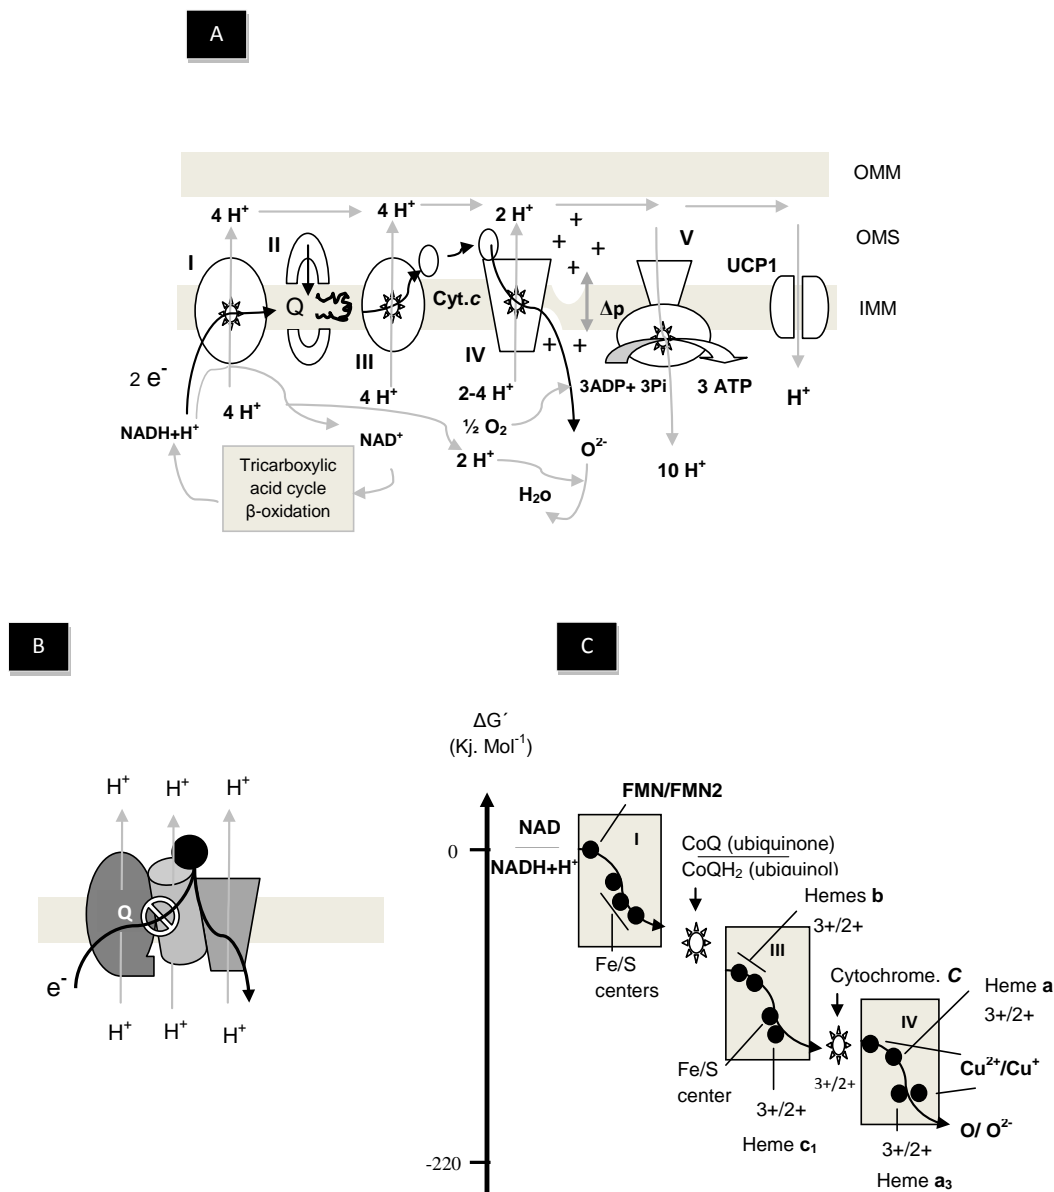 A
OMM
4 H⁺
4 H⁺
2 H⁺
+
+
+
+
+
OMS
I
II
V
UCP1
Q
Cyt.c
Δp
IMM
III
IV
+ +
2 e⁻
4 H⁺
4 H⁺
2-4 H⁺
3ADP+ 3Pi
3 ATP
H⁺
NADH+H⁺
NAD⁺
½ O₂
2 H⁺
O²⁻
10 H⁺
H₂o
Tricarboxylic
acid cycle
β-oxidation
B
C
ΔG´
(Kj. Mol⁻¹)
H⁺
H⁺
H⁺
Q
e⁻
H⁺
H⁺
H⁺
FMN/FMN2
NAD
NADH+H⁺
0
I
CoQ (ubiquinone)
CoQH₂ (ubiquinol)
Hemes b
3+/2+
Fe/S
centers
III
Cytochrome. C
Heme a
3+/2+
IV
Cu²⁺/Cu⁺
Fe/S
center
3+/2+
3+/2+
Heme c₁
O/ O²⁻
3+/2+
Heme a₃
-220